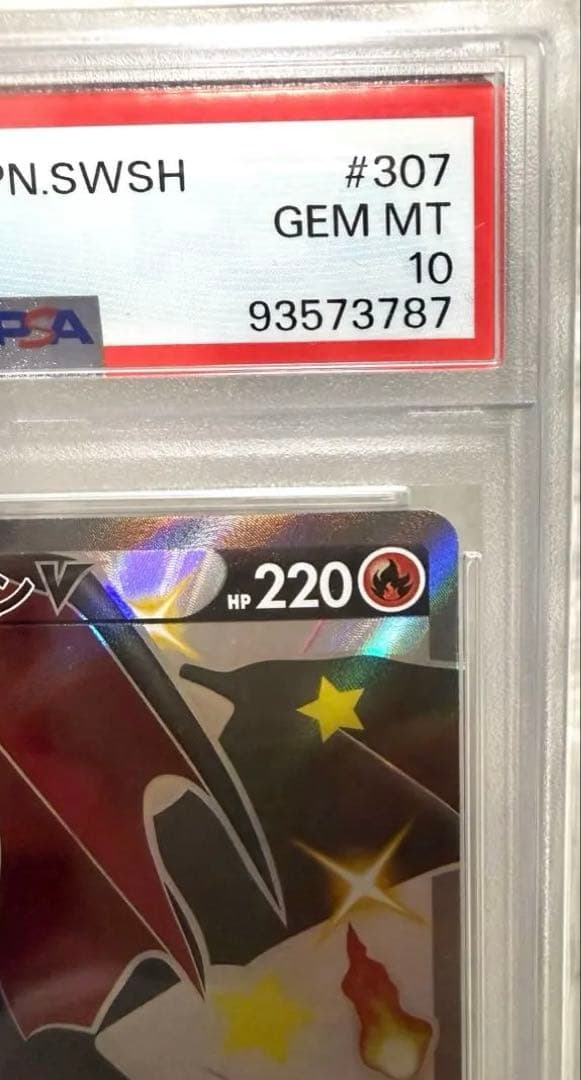 PN.SWSH #307
GEM MT
10
93573787
PSA
V HP 220